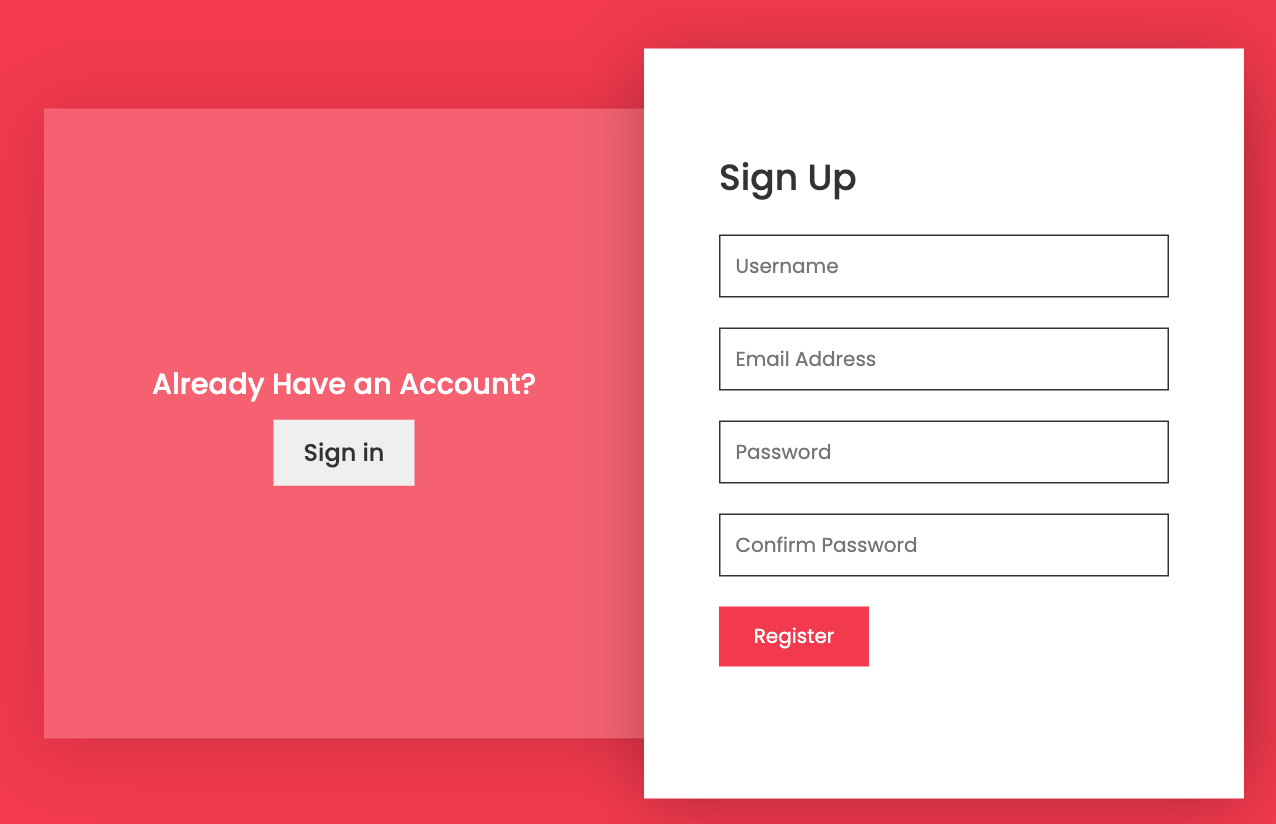 Already Have an Account?
Sign in
Sign Up
Username
Email Address
Password
Confirm Password
Register